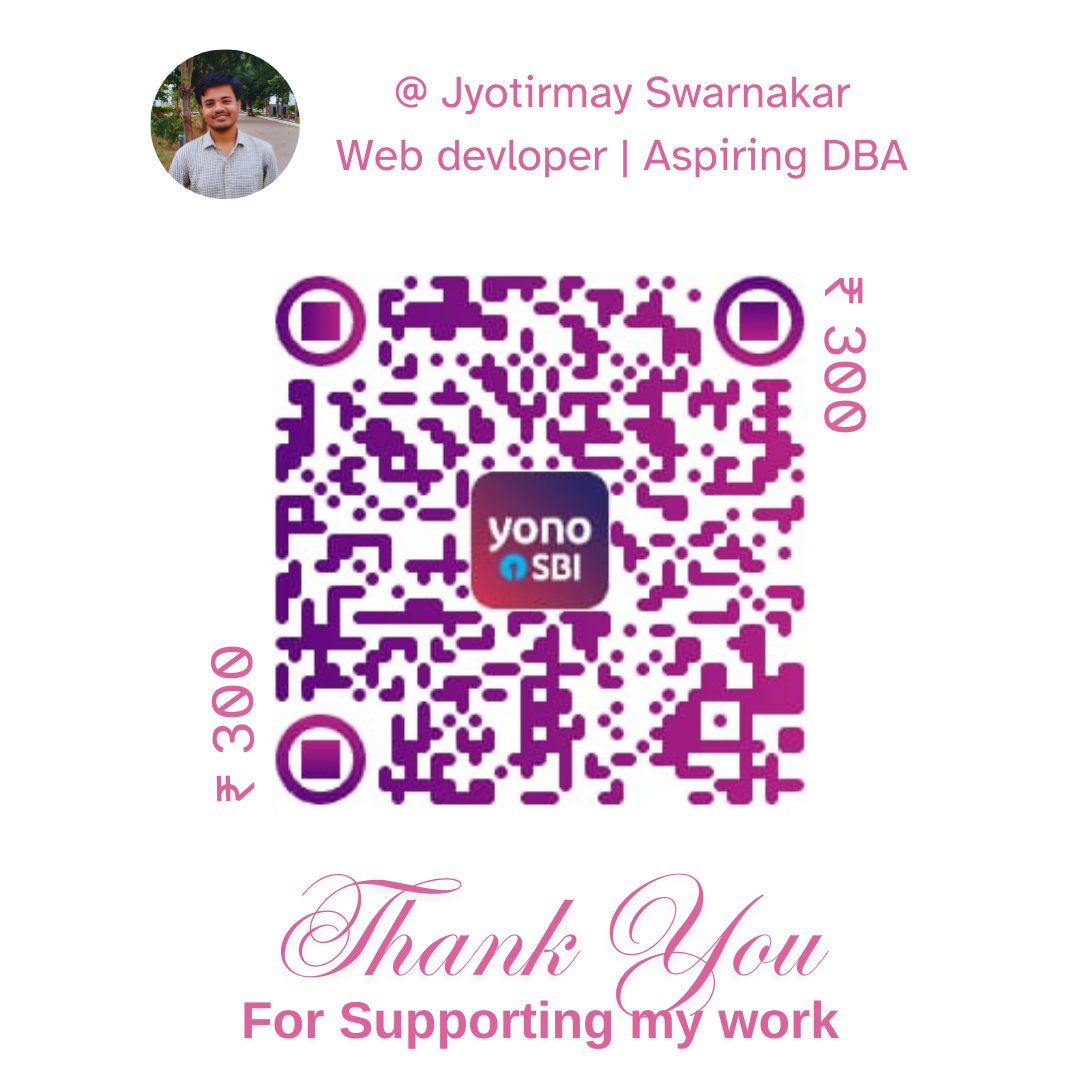 @ Jyotirmay Swarnakar
Web devloper | Aspiring DBA
₹ 300
yono
SBI
₹ 300
Thank You
For Supporting my work